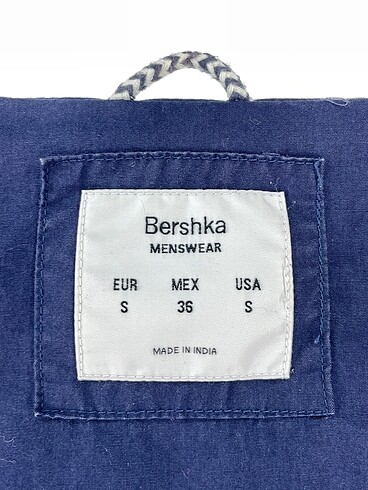 Bershka
MENSWEAR
EUR MEX USA
S 36 S
MADE IN INDIA